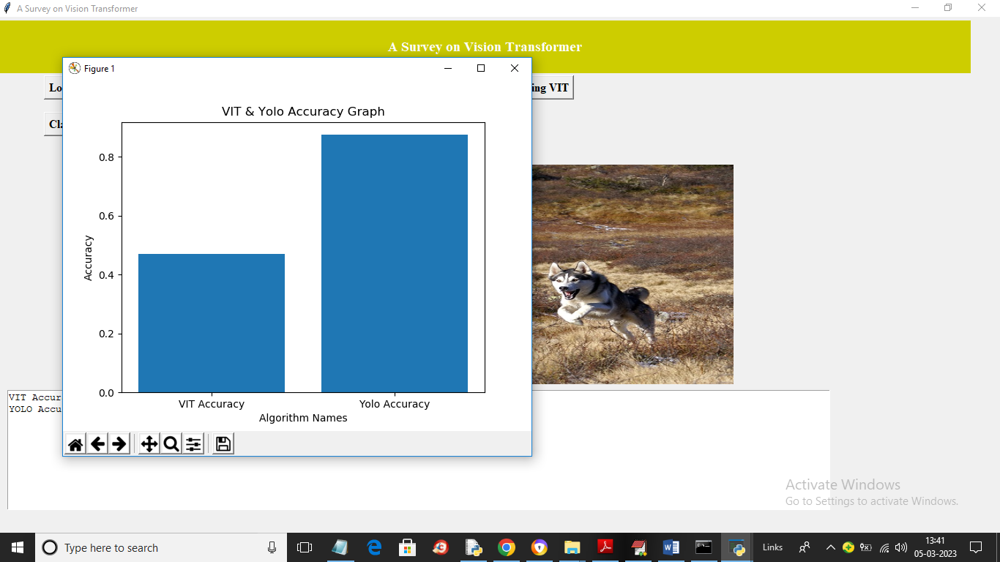 A Survey on Vision Transformer
A Survey on Vision Transformer
Figure 1
Lo
ing VIT
VIT & Yolo Accuracy Graph
Cla
0.8
0.6
0.4
0.2
0.0
Accuracy
VIT Accuracy Yolo Accuracy
Algorithm Names
VIT Accur
YOLO Accu
Activate Windows
Go to Settings to activate Windows.
Type here to search
Links
13:41
05-03-2023